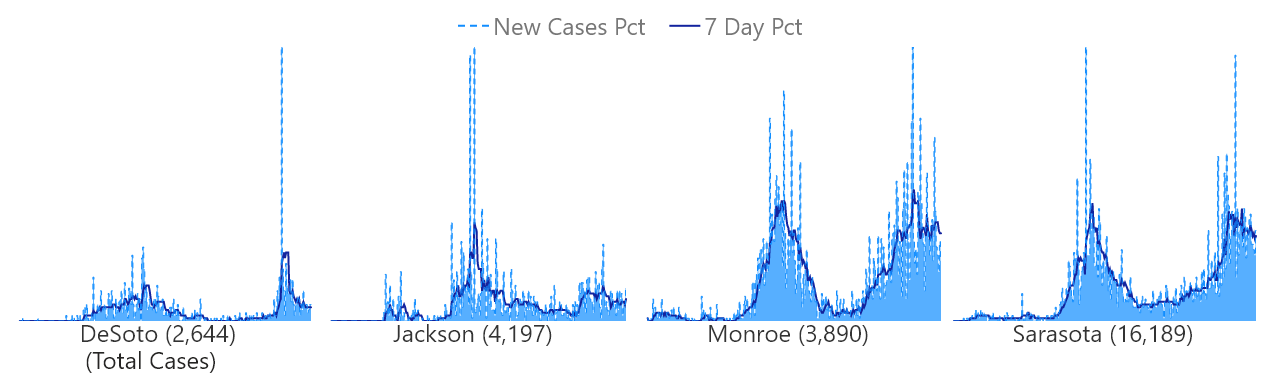 New Cases Pct 7 Day Pct
DeSoto (2,644) Jackson (4,197) Monroe (3,890) Sarasota (16,189)
(Total Cases)